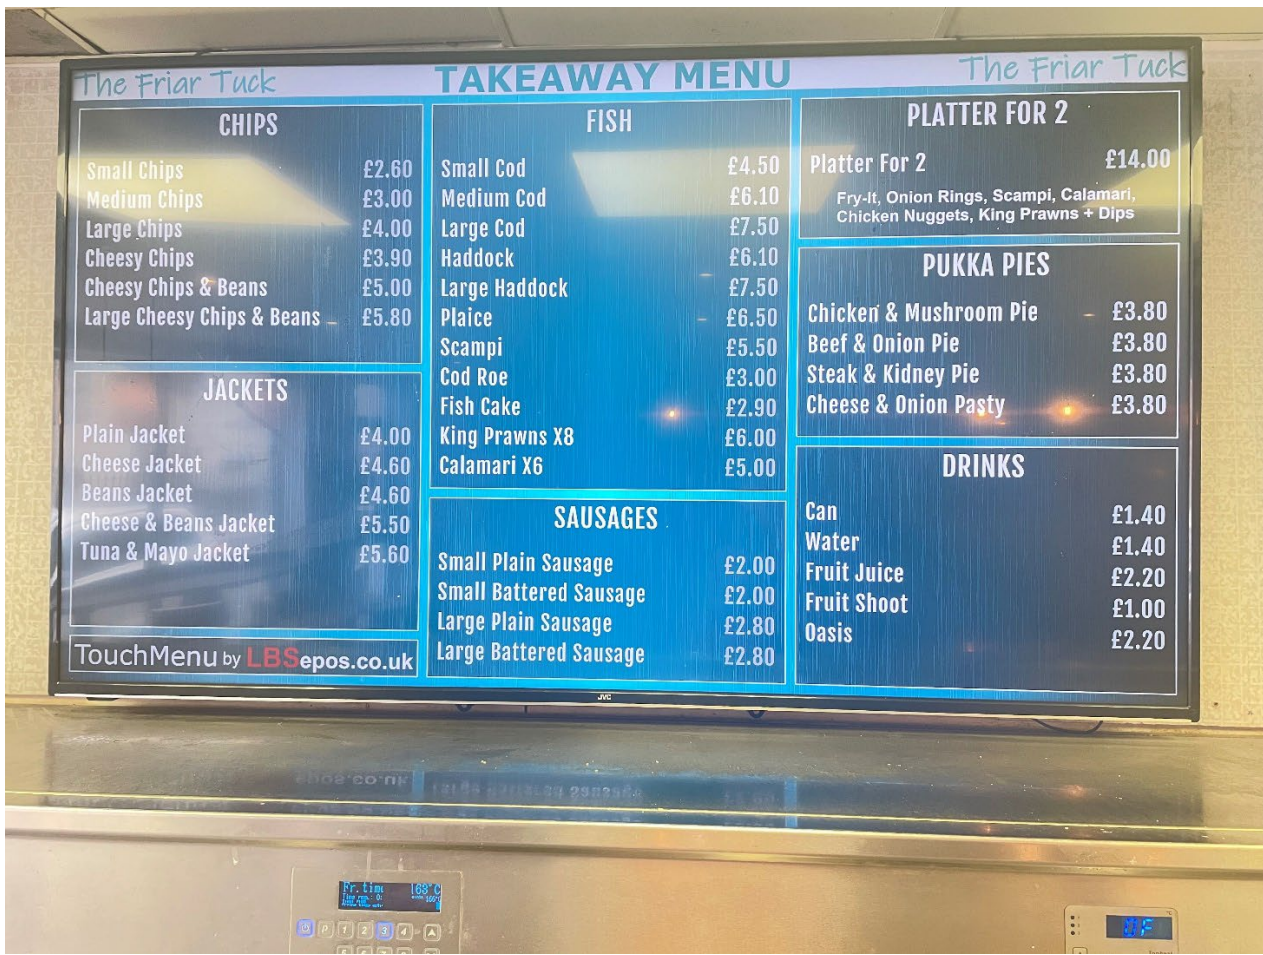 The Friar Tuck
TAKEAWAY MENU
The Friar Tuck
CHIPS
Small Chips £2.60
Medium Chips £3.00
Large Chips £4.00
Cheesy Chips £3.90
Cheesy Chips & Beans £5.00
Large Cheesy Chips & Beans £5.80
JACKETS
Plain Jacket £4.00
Cheese Jacket £4.60
Beans Jacket £4.60
Cheese & Beans Jacket £5.50
Tuna & Mayo Jacket £5.60
TouchMenu by LBSepos.co.uk
FISH
Small Cod £4.50
Medium Cod £6.10
Large Cod £7.50
Haddock £6.10
Large Haddock £7.50
Plaice £6.50
Scampi £5.50
Cod Roe £3.00
Fish Cake £2.90
King Prawns X8 £6.00
Calamari X6 £5.00
SAUSAGES
Small Plain Sausage £2.00
Small Battered Sausage £2.00
Large Plain Sausage £2.80
Large Battered Sausage £2.80
PLATTER FOR 2
Platter For 2 £14.00
Fry-It, Onion Rings, Scampi, Calamari,
Chicken Nuggets, King Prawns + Dips
PUKKA PIES
Chicken & Mushroom Pie £3.80
Beef & Onion Pie £3.80
Steak & Kidney Pie £3.80
Cheese & Onion Pasty £3.80
DRINKS
Can £1.40
Water £1.40
Fruit Juice £2.20
Fruit Shoot £1.00
Oasis £2.20
JVC
Fr. 168°C
P 1 2 3 4